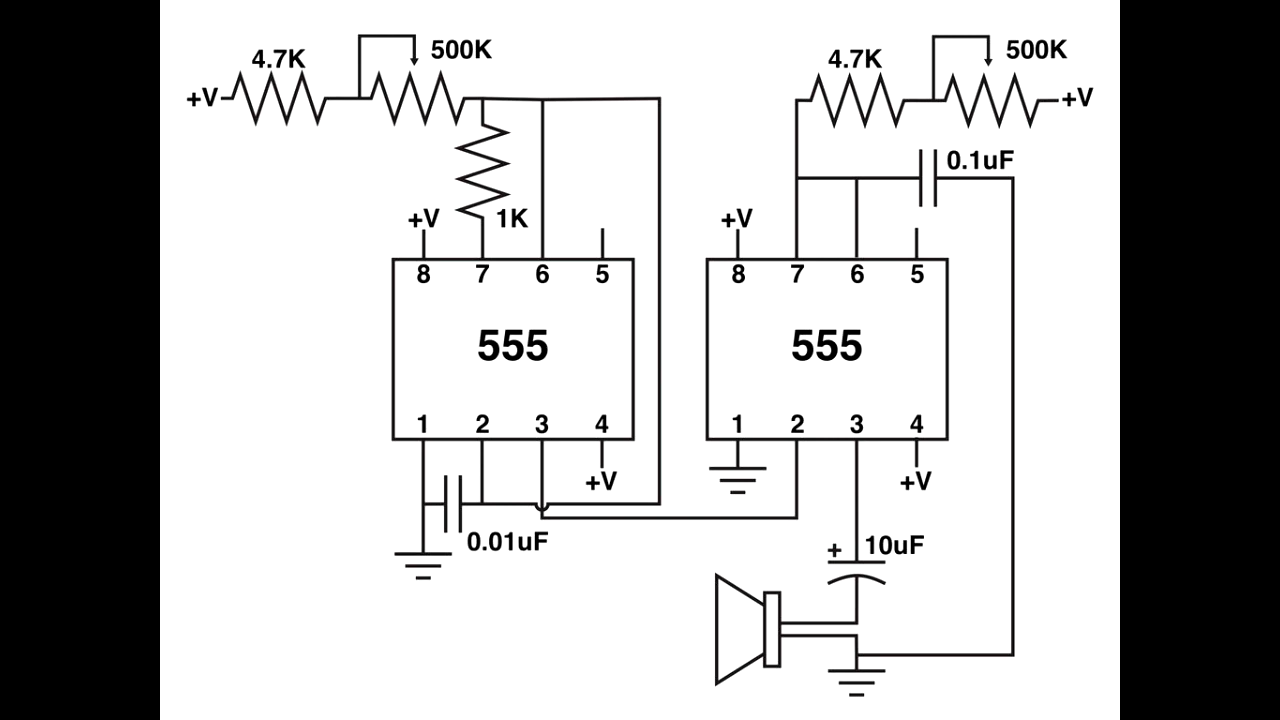 4.7K 500K 4.7K 500K
+V +V
0.1uF
+V 1K +V
8 7 6 5 8 7 6 5
555 555
1 2 3 4 1 2 3 4
+V +V
0.01uF + 10uF